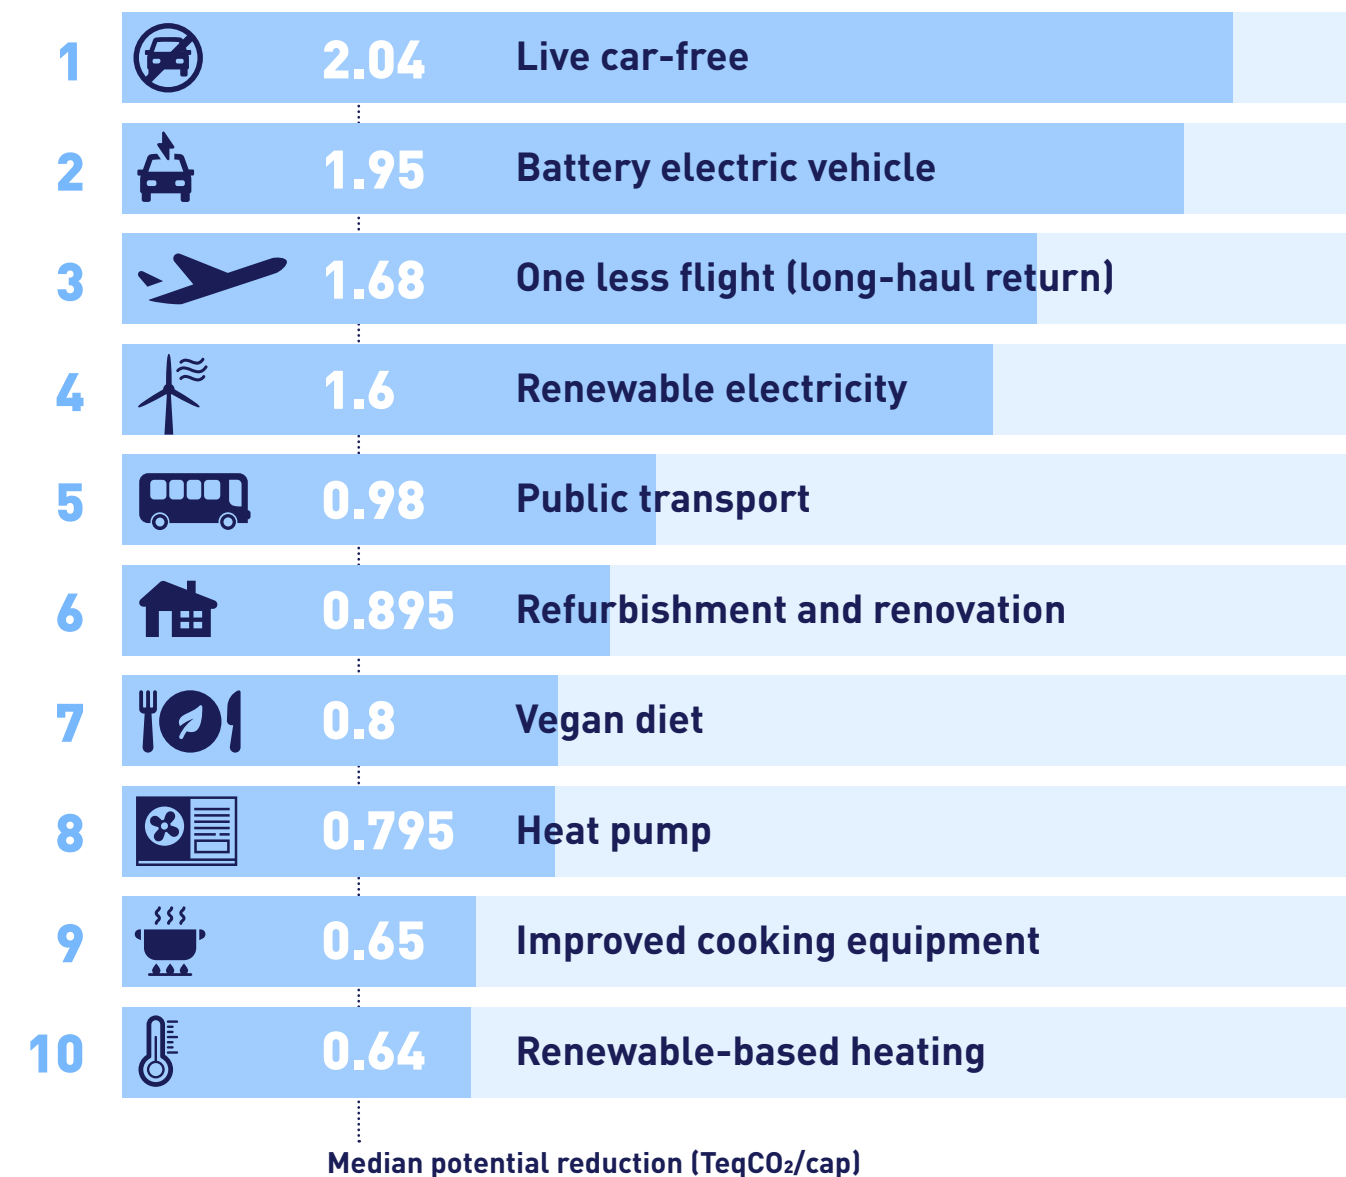 1 2.04 Live car-free
2 1.95 Battery electric vehicle
3 1.68 One less flight (long-haul return)
4 1.6 Renewable electricity
5 0.98 Public transport
6 0.895 Refurbishment and renovation
7 0.8 Vegan diet
8 0.795 Heat pump
9 0.65 Improved cooking equipment
10 0.64 Renewable-based heating
Median potential reduction (TeqCO₂/cap)